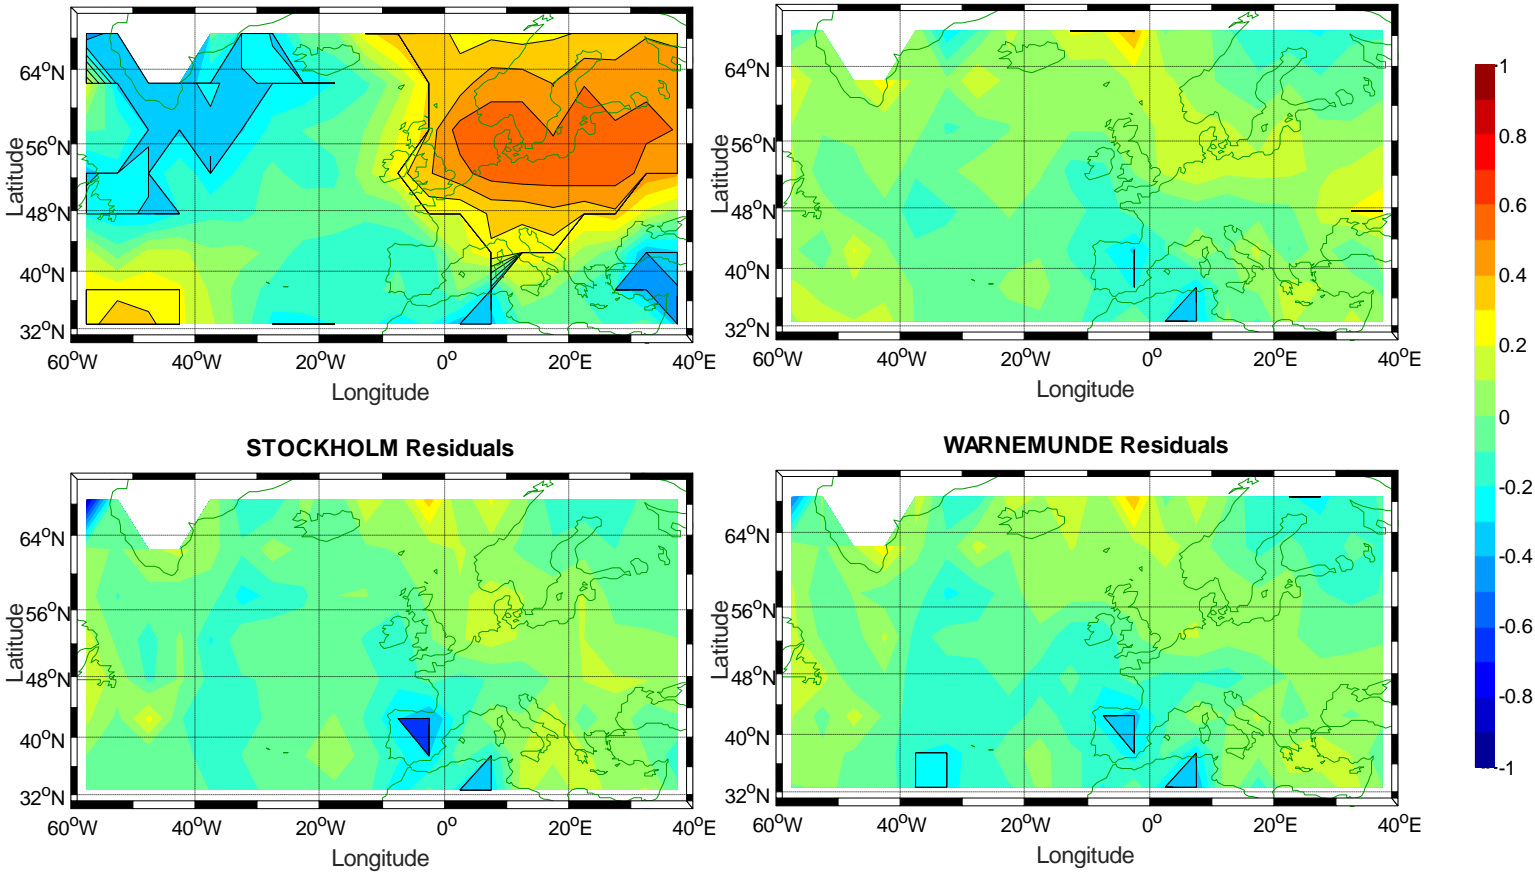 64°N
56°N
48°N
40°N
32°N
Latitude
60°W 40°W 20°W 0° 20°E 40°E
Longitude
64°N
56°N
48°N
40°N
32°N
Latitude
60°W 40°W 20°W 0° 20°E 40°E
Longitude
STOCKHOLM Residuals
64°N
56°N
48°N
40°N
32°N
Latitude
60°W 40°W 20°W 0° 20°E 40°E
Longitude
WARNEMUNDE Residuals
64°N
56°N
48°N
40°N
32°N
Latitude
60°W 40°W 20°W 0° 20°E 40°E
Longitude
1
0.8
0.6
0.4
0.2
0
-0.2
-0.4
-0.6
-0.8
-1